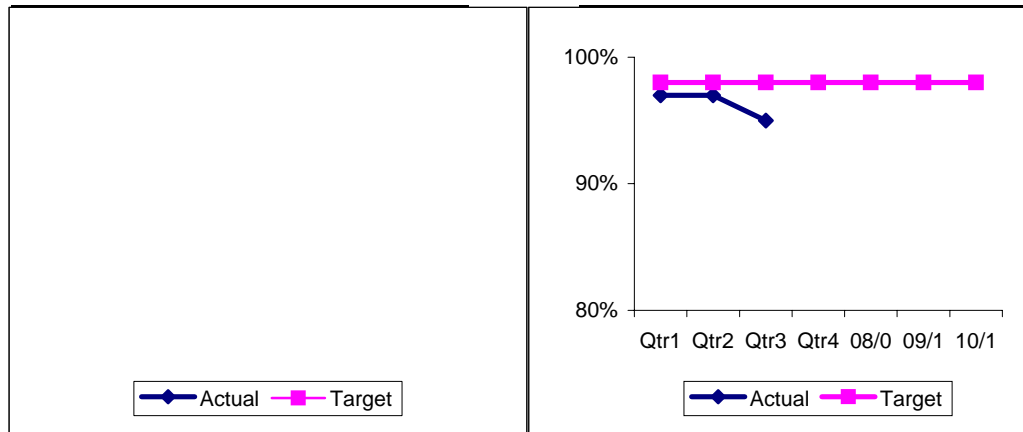 100%
90%
80%
Qtr1 Qtr2 Qtr3 Qtr4 08/0 09/1 10/1
Actual Target
Actual Target